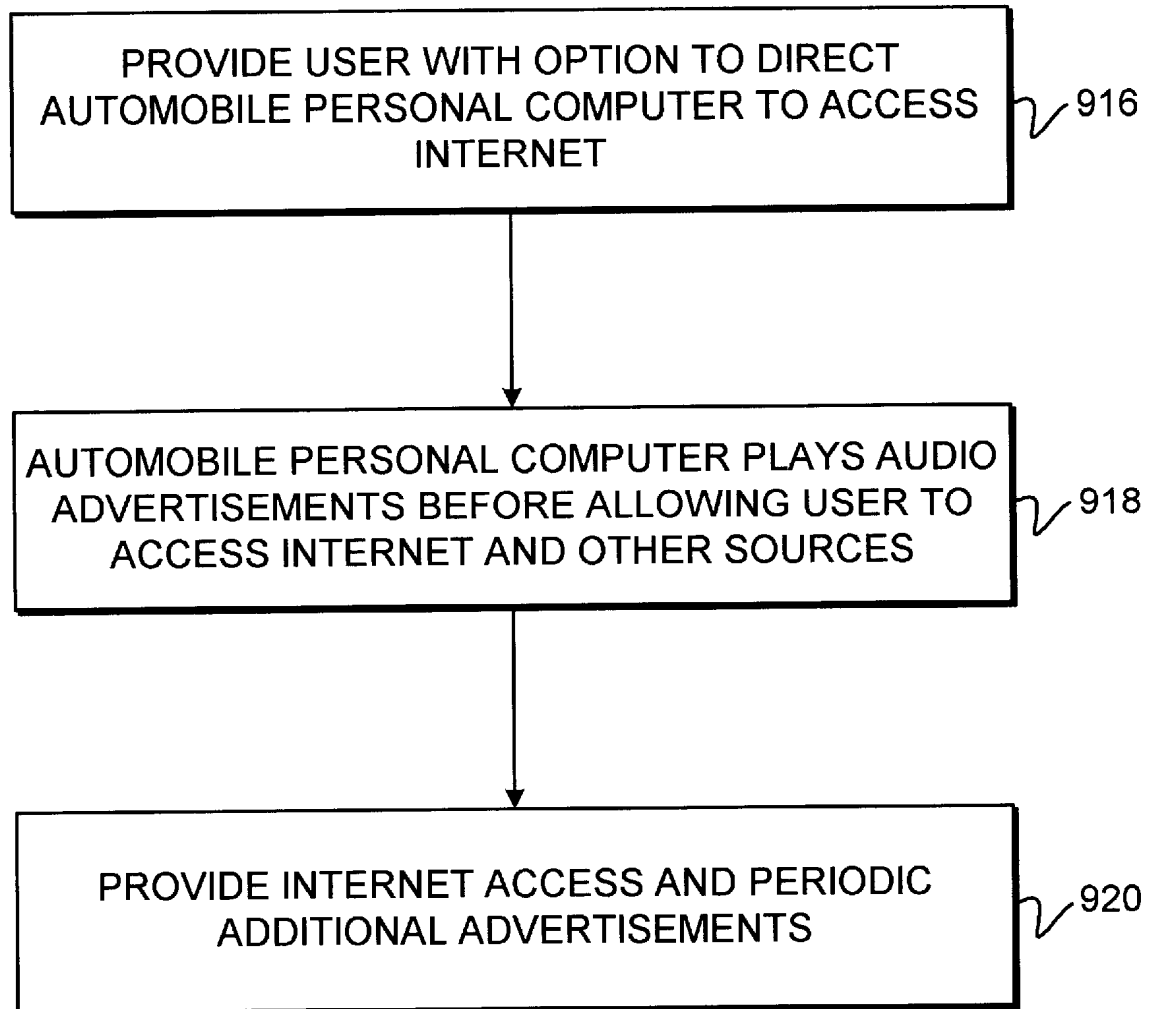 PROVIDE USER WITH OPTION TO DIRECT
AUTOMOBILE PERSONAL COMPUTER TO ACCESS
INTERNET
916
AUTOMOBILE PERSONAL COMPUTER PLAYS AUDIO
ADVERTISEMENTS BEFORE ALLOWING USER TO
ACCESS INTERNET AND OTHER SOURCES
918
PROVIDE INTERNET ACCESS AND PERIODIC
ADDITIONAL ADVERTISEMENTS
920